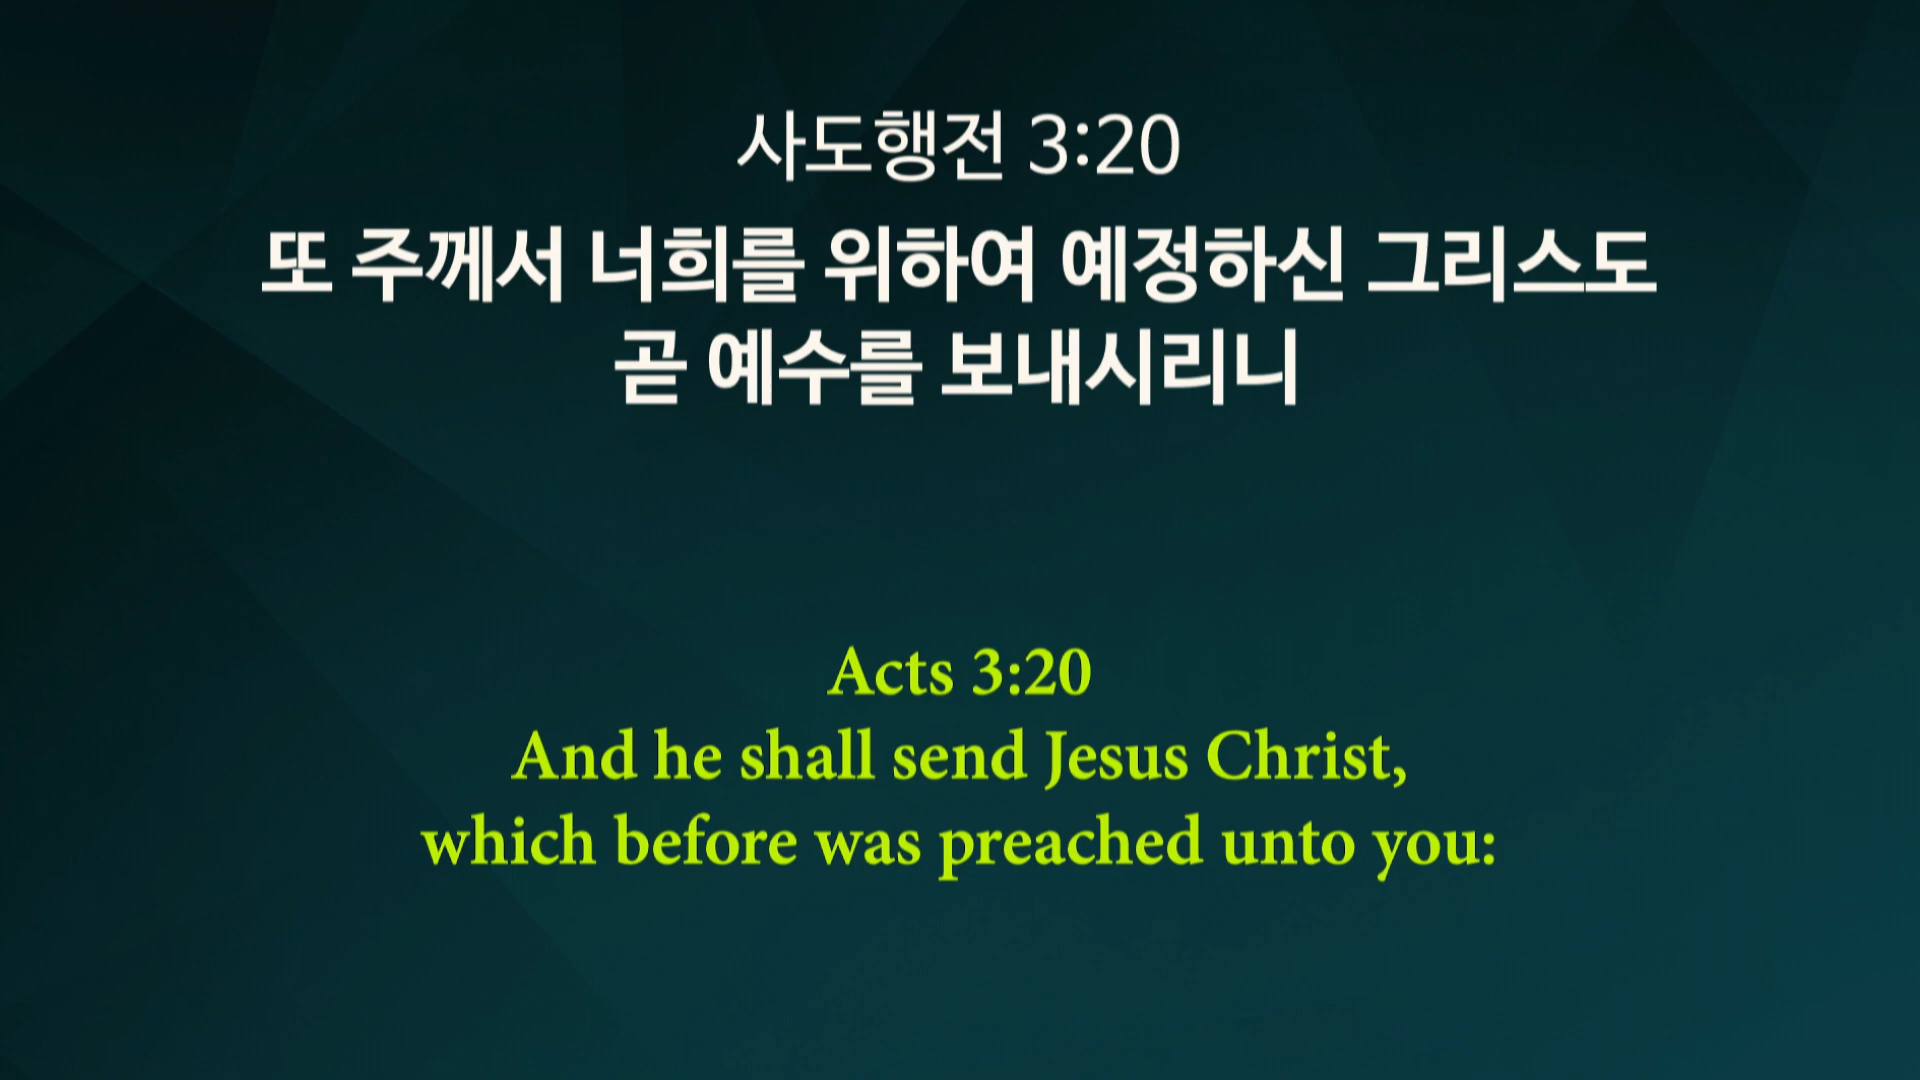 사도행전 3:20
또 주께서 너희를 위하여 예정하신 그리스도
곧 예수를 보내시리니
Acts 3:20
And he shall send Jesus Christ,
which before was preached unto you: